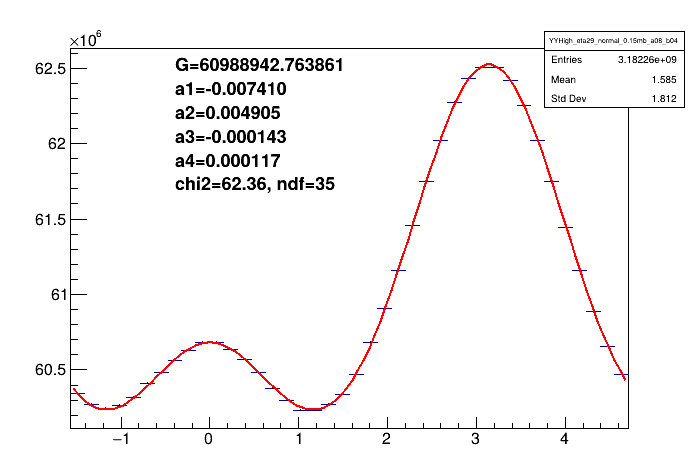 ×10⁶
YYHigh_eta29_normal_0.15mb_a08_b04
Entries 3.18226e+09
Mean 1.585
Std Dev 1.812
G=60988942.763861
a1=-0.007410
a2=0.004905
a3=-0.000143
a4=0.000117
chi2=62.36, ndf=35
62.5
62
61.5
61
60.5
−1 0 1 2 3 4